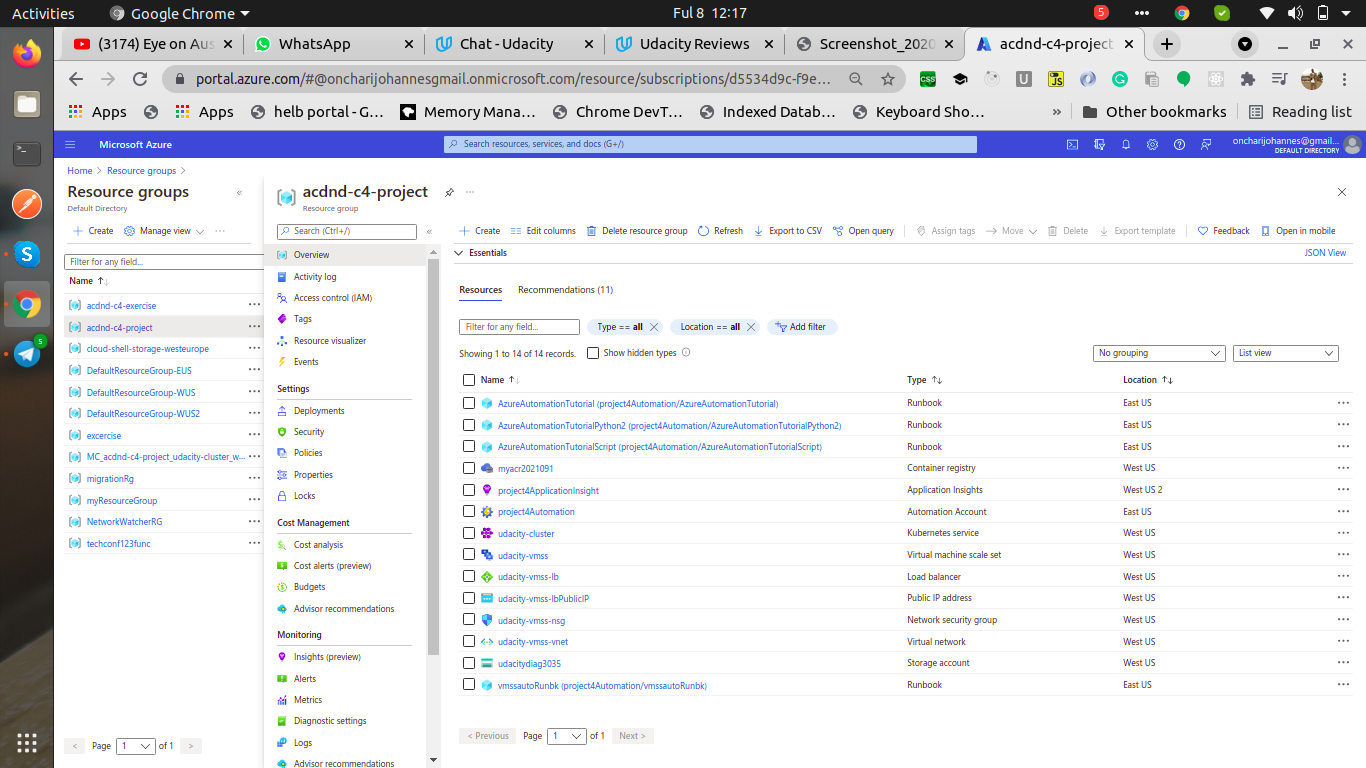 Activities
Google Chrome
Ful 8 12:17
5
(3174) Eye on Aus
WhatsApp
Chat - Udacity
Udacity Reviews
Screenshot_2020
acdnd-c4-project
portal.azure.com/#@oncharijohannesgmail.onmicrosoft.com/resource/subscriptions/d5534d9c-f9e...
Apps
Apps
helb portal - G...
Memory Mana...
Chrome DevT...
Indexed Datab...
Keyboard Sho...
»
Other bookmarks
Reading list
Microsoft Azure
Search resources, services, and docs (G+/)
oncharijohannes@gmail...
DEFAULT DIRECTORY
Home > Resource groups >
Resource groups
«
Default Directory
Create
Manage view
...
Filter for any field...
Name
acdnd-c4-exercise
acdnd-c4-project
cloud-shell-storage-westeurope
DefaultResourceGroup-EUS
DefaultResourceGroup-WUS
DefaultResourceGroup-WUS2
excercise
MC_acdnd-c4-project_udacity-cluster_w...
migrationRg
myResourceGroup
NetworkWatcherRG
techconf123func
< Page 1 of 1 >
acdnd-c4-project
...
Resource group
Search (Ctrl+/)
«
Overview
Activity log
Access control (IAM)
Tags
Resource visualizer
Events
Settings
Deployments
Security
Policies
Properties
Locks
Cost Management
Cost analysis
Cost alerts (preview)
Budgets
Advisor recommendations
Monitoring
Insights (preview)
Alerts
Metrics
Diagnostic settings
Logs
Advisor recommendations
Create
Edit columns
Delete resource group
Refresh
Export to CSV
Open query
Assign tags
Move
Delete
Export template
Feedback
Open in mobile
Essentials
JSON View
Resources
Recommendations (11)
Filter for any field...
Type == all
Location == all
Add filter
Showing 1 to 14 of 14 records.
Show hidden types
No grouping
List view
Name Type Location
AzureAutomationTutorial (project4Automation/AzureAutomationTutorial) Runbook East US
AzureAutomationTutorialPython2 (project4Automation/AzureAutomationTutorialPython2) Runbook East US
AzureAutomationTutorialScript (project4Automation/AzureAutomationTutorialScript) Runbook East US
myacr2021091 Container registry West US
project4ApplicationInsight Application Insights West US 2
project4Automation Automation Account East US
udacity-cluster Kubernetes service West US
udacity-vmss Virtual machine scale set West US
udacity-vmss-lb Load balancer West US
udacity-vmss-lbPublicIP Public IP address West US
udacity-vmss-nsg Network security group West US
udacity-vmss-vnet Virtual network West US
udacitydiag3035 Storage account West US
vmssautoRunbk (project4Automation/vmssautoRunbk) Runbook East US
< Previous Page 1 of 1 Next >